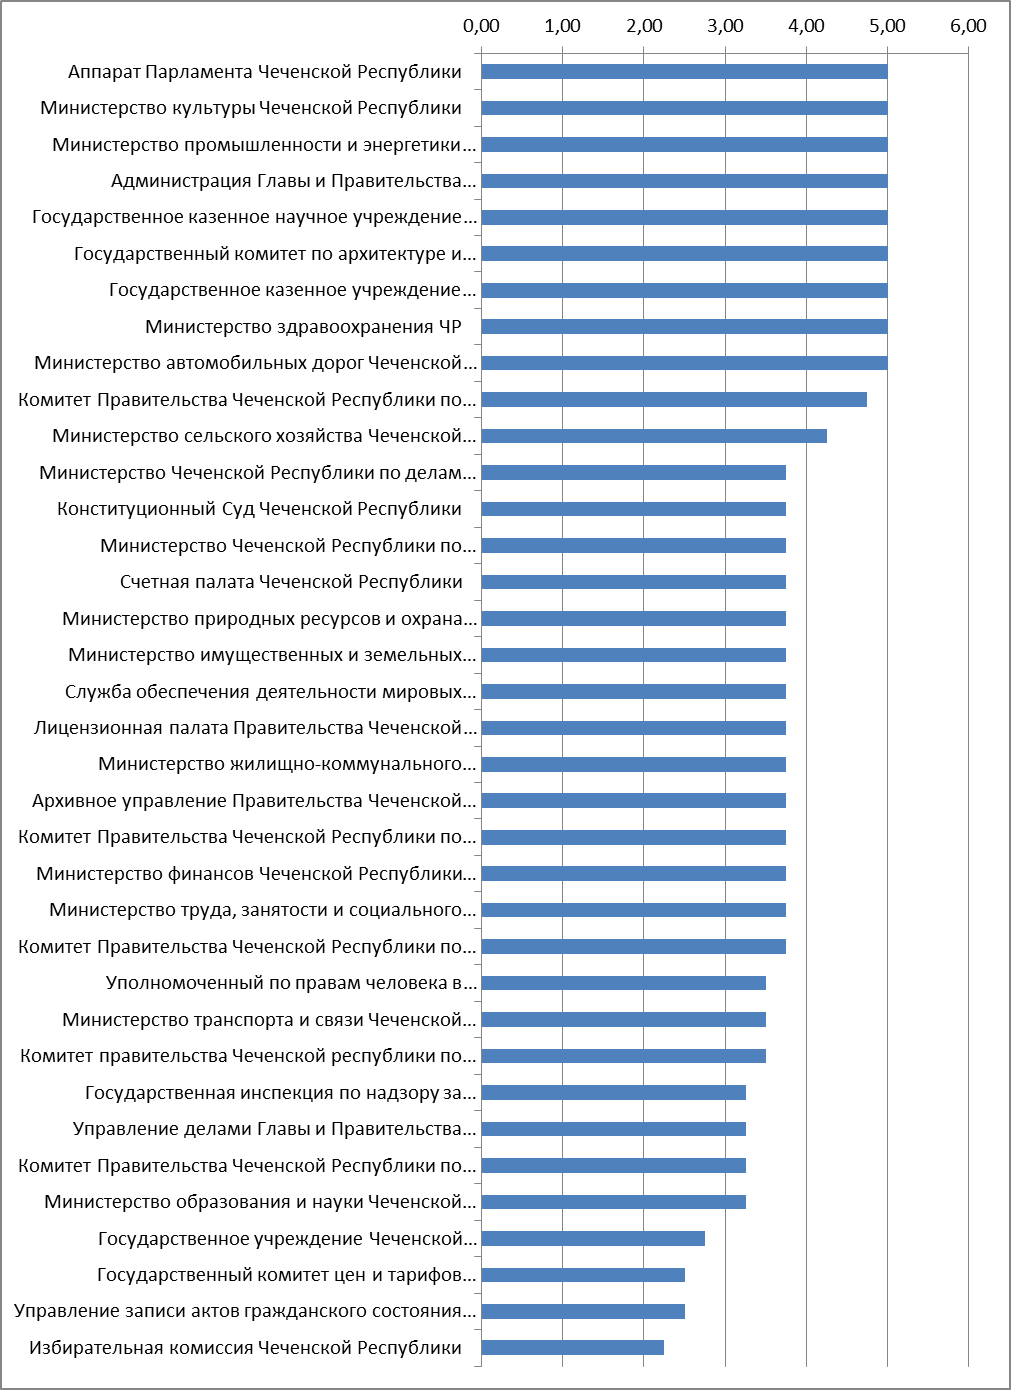 0,00 1,00 2,00 3,00 4,00 5,00 6,00
Аппарат Парламента Чеченской Республики
Министерство культуры Чеченской Республики
Министерство промышленности и энергетики...
Администрация Главы и Правительства...
Государственное казенное научное учреждение...
Государственный комитет по архитектуре и...
Государственное казенное учреждение...
Министерство здравоохранения ЧР
Министерство автомобильных дорог Чеченской...
Комитет Правительства Чеченской Республики по...
Министерство сельского хозяйства Чеченской...
Министерство Чеченской Республики по делам...
Конституционный Суд Чеченской Республики
Министерство Чеченской Республики по...
Счетная палата Чеченской Республики
Министерство природных ресурсов и охрана...
Министерство имущественных и земельных...
Служба обеспечения деятельности мировых...
Лицензионная палата Правительства Чеченской...
Министерство жилищно-коммунального...
Архивное управление Правительства Чеченской...
Комитет Правительства Чеченской Республики по...
Министерство финансов Чеченской Республики...
Министерство труда, занятости и социального...
Комитет Правительства Чеченской Республики по...
Уполномоченный по правам человека в...
Министерство транспорта и связи Чеченской...
Комитет правительства Чеченской республики по...
Государственная инспекция по надзору за...
Управление делами Главы и Правительства...
Комитет Правительства Чеченской Республики по...
Министерство образования и науки Чеченской...
Государственное учреждение Чеченской...
Государственный комитет цен и тарифов...
Управление записи актов гражданского состояния...
Избирательная комиссия Чеченской Республики